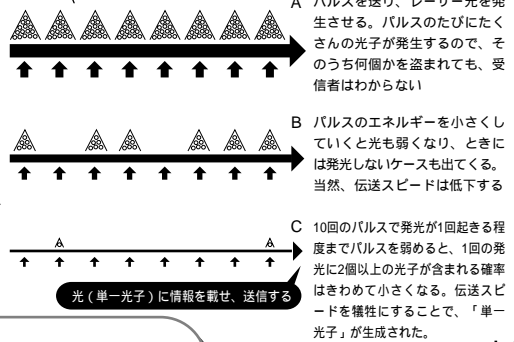 A パルスを送り、レーザー光を発
生させる。パルスのたびにたく
さんの光子が発生するので、そ
のうち何個かを盗まれても、受
信者はわからない
B パルスのエネルギーを小さくし
ていくと光も弱くなり、ときに
は発光しないケースも出てくる。
当然、伝送スピードは低下する
C 10回のパルスで発光が1回起きる程
度までパルスを弱めると、1回の発
光に2個以上の光子が含まれる確率
はきわめて小さくなる。伝送スピ
ードを犠牲にすることで、「単一
光子」が生成された。
光（単一光子）に情報を載せ、送信する